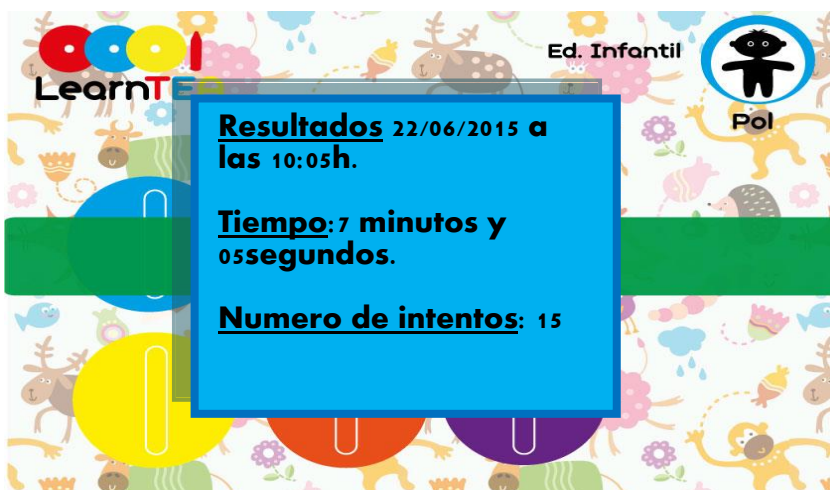 Ed. Infantil
LearnTEA
Pol
Resultados 22/06/2015 a
las 10:05h.
Tiempo: 7 minutos y
05segundos.
Numero de intentos: 15